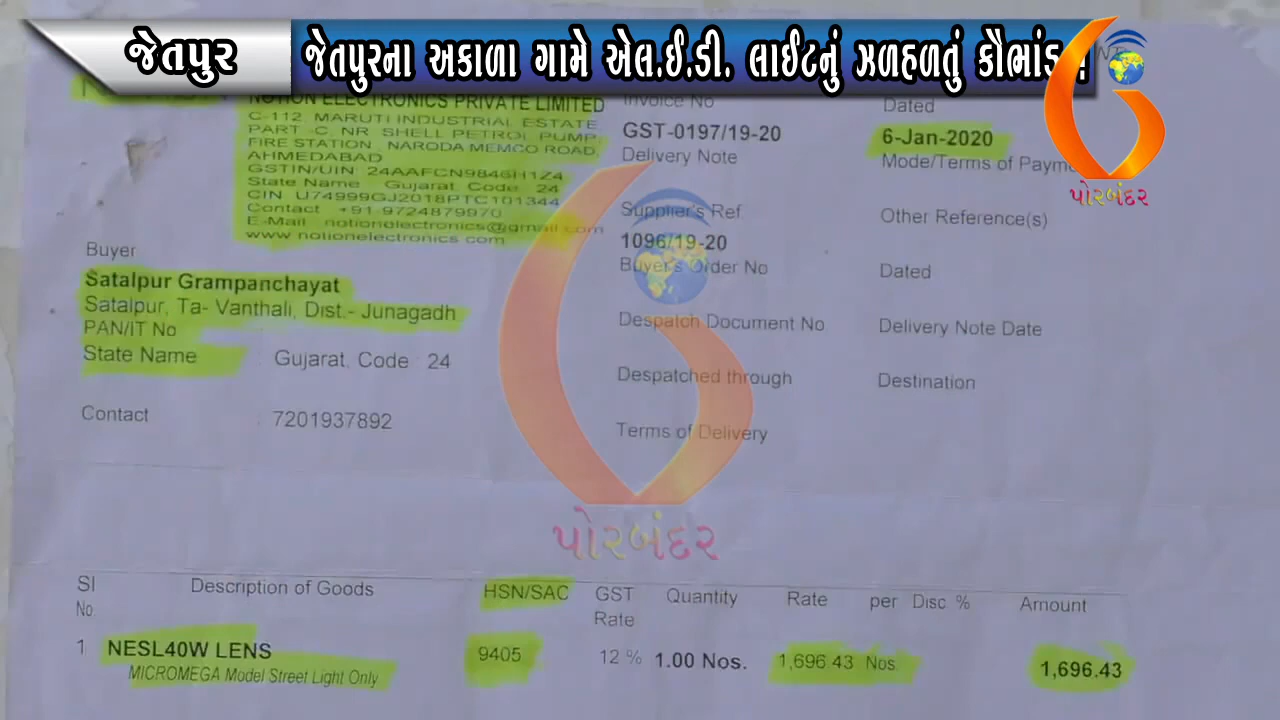 જેતપુર
જેતપુરના અકાળા ગામે એલ.ઈ.ડી. લાઈટનું ઝળહળતું કૌભાંડ
પોરબંદર
NOTION ELECTRONICS PRIVATE LIMITED
C-112, MARUTI INDUSTRIAL ESTATE,
PART -C, NR. SHELL PETROL PUMP,
FIRE STATION, NARODA MEMCO ROAD,
AHMEDABAD
GSTIN/UIN: 24AAFCN9846H1Z4
State Name Gujarat, Code 24
CIN U74999GJ2018PTC101344
Contact +91-9724879970
E-Mail notionelectronics@gmail.com
www.notionelectronics.com
Invoice No
GST-0197/19-20
Dated
6-Jan-2020
Delivery Note
Mode/Terms of Payme
Supplier's Ref.
1096/19-20
Other Reference(s)
Buyer
Satalpur Grampanchayat
Satalpur, Ta- Vanthali, Dist.- Junagadh
PAN/IT No
State Name : Gujarat, Code : 24
Contact : 7201937892
Buyer's Order No
Dated
Despatch Document No
Delivery Note Date
Despatched through
Destination
Terms of Delivery
પોરબંદર
SI No. Description of Goods HSN/SAC GST Rate Quantity Rate per Disc. % Amount
1 NESL40W LENS 9405 12 % 1.00 Nos. 1,696.43 Nos. 1,696.43
MICROMEGA Model Street Light Only